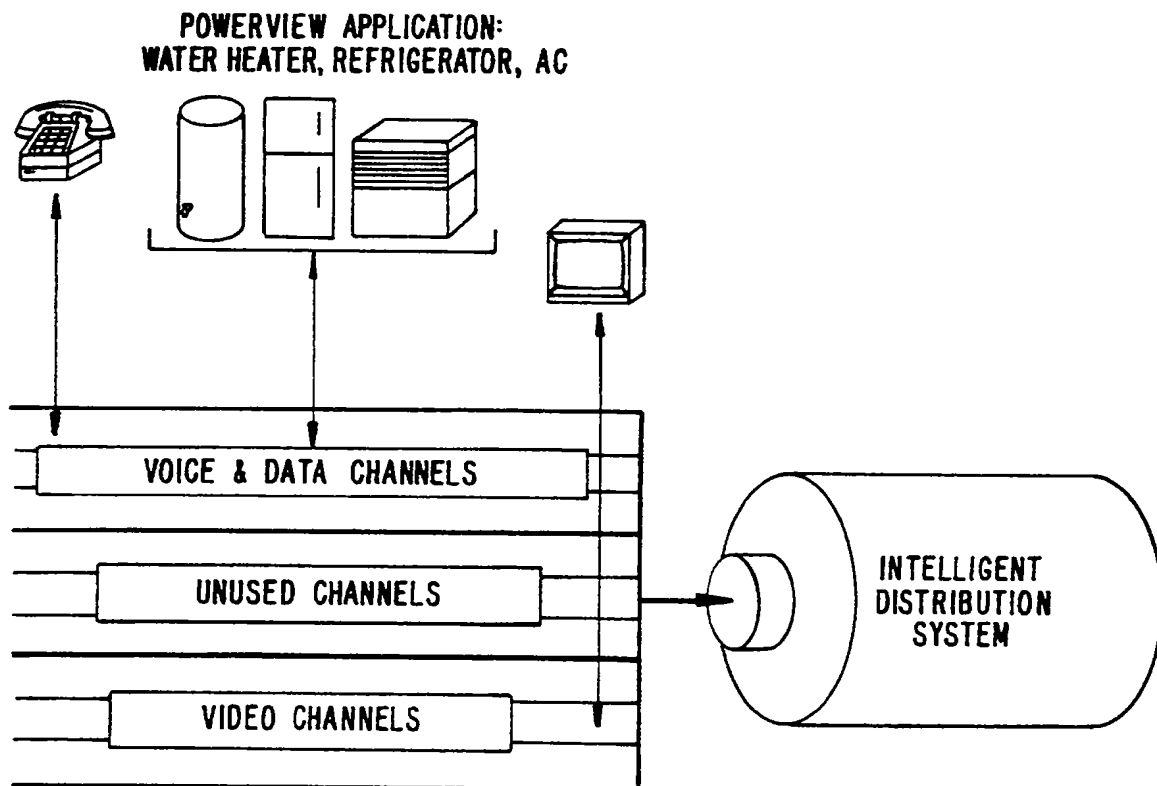 POWERVIEW APPLICATION:
WATER HEATER, REFRIGERATOR, AC
VOICE & DATA CHANNELS
UNUSED CHANNELS
VIDEO CHANNELS
INTELLIGENT
DISTRIBUTION
SYSTEM